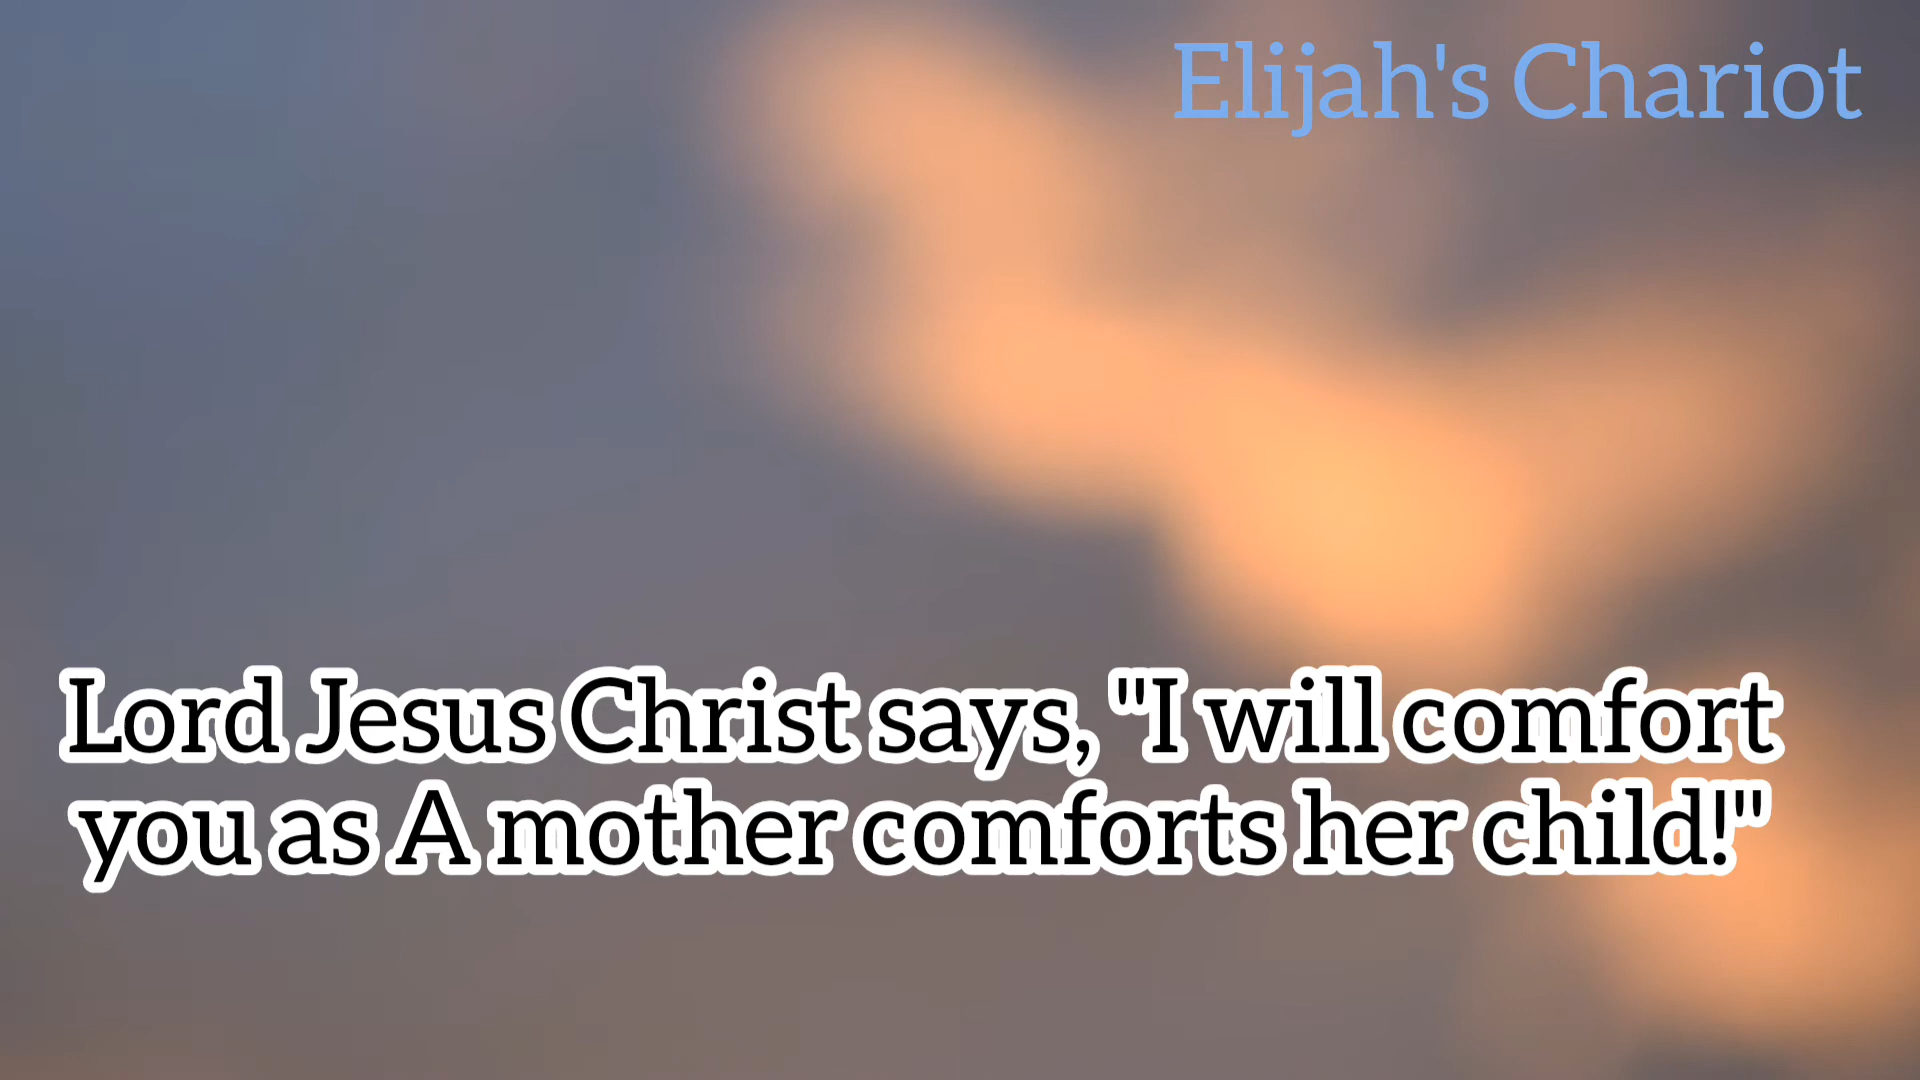 Elijah's Chariot
Lord Jesus Christ says, "I will comfort
you as A mother comforts her child!"